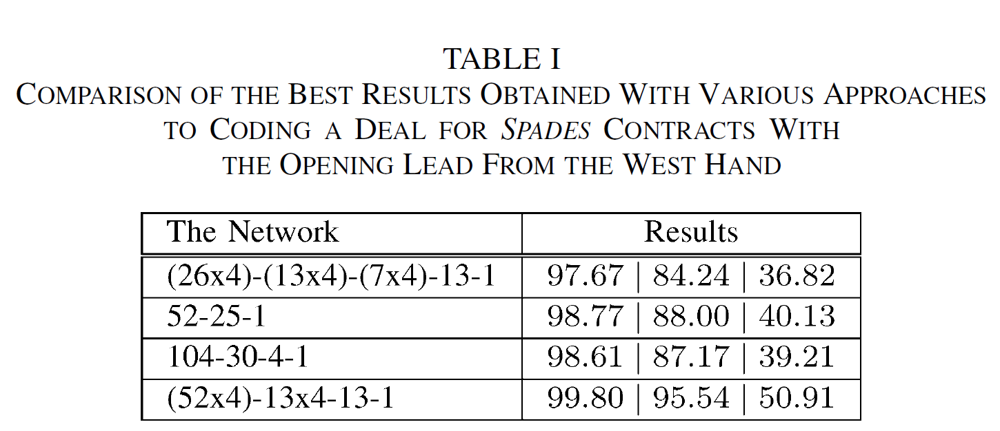 TABLE I
COMPARISON OF THE BEST RESULTS OBTAINED WITH VARIOUS APPROACHES
TO CODING A DEAL FOR SPADES CONTRACTS WITH
THE OPENING LEAD FROM THE WEST HAND
The Network Results
(26x4)-(13x4)-(7x4)-13-1 97.67 | 84.24 | 36.82
52-25-1 98.77 | 88.00 | 40.13
104-30-4-1 98.61 | 87.17 | 39.21
(52x4)-13x4-13-1 99.80 | 95.54 | 50.91